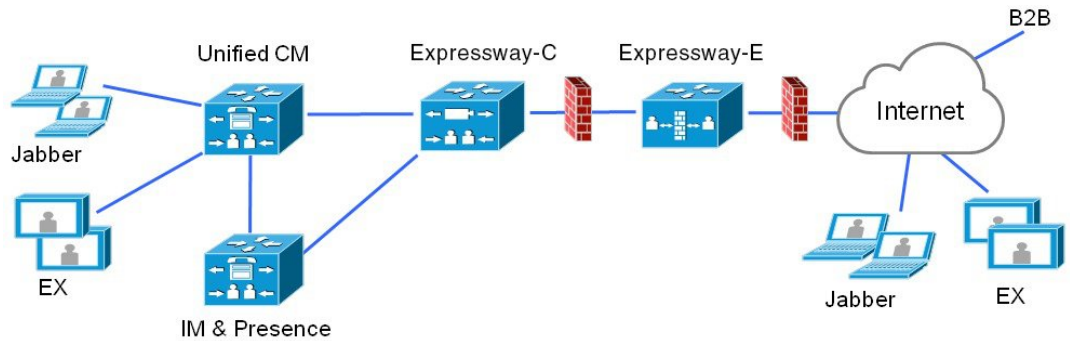 B2B
Unified CM
Expressway-C
Expressway-E
Internet
Jabber
EX
IM & Presence
Jabber
EX